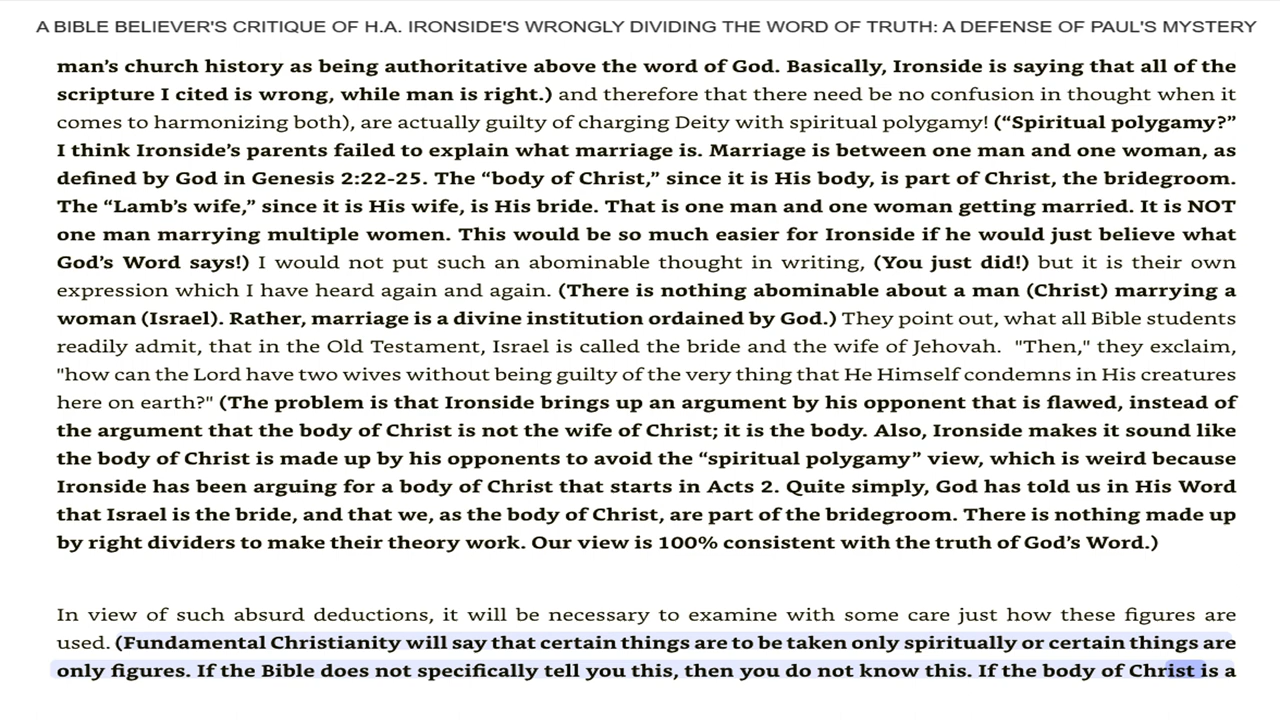 A BIBLE BELIEVER'S CRITIQUE OF H.A. IRONSIDE'S WRONGLY DIVIDING THE WORD OF TRUTH: A DEFENSE OF PAUL'S MYSTERY
man’s church history as being authoritative above the word of God. Basically, Ironside is saying that all of the
scripture I cited is wrong, while man is right.) and therefore that there need be no confusion in thought when it
comes to harmonizing both), are actually guilty of charging Deity with spiritual polygamy! (“Spiritual polygamy?”
I think Ironside’s parents failed to explain what marriage is. Marriage is between one man and one woman, as
defined by God in Genesis 2:22-25. The “body of Christ,” since it is His body, is part of Christ, the bridegroom.
The “Lamb’s wife,” since it is His wife, is His bride. That is one man and one woman getting married. It is NOT
one man marrying multiple women. This would be so much easier for Ironside if he would just believe what
God’s Word says!) I would not put such an abominable thought in writing, (You just did!) but it is their own
expression which I have heard again and again. (There is nothing abominable about a man (Christ) marrying a
woman (Israel). Rather, marriage is a divine institution ordained by God.) They point out, what all Bible students
readily admit, that in the Old Testament, Israel is called the bride and the wife of Jehovah. "Then," they exclaim,
"how can the Lord have two wives without being guilty of the very thing that He Himself condemns in His creatures
here on earth?" (The problem is that Ironside brings up an argument by his opponent that is flawed, instead of
the argument that the body of Christ is not the wife of Christ; it is the body. Also, Ironside makes it sound like
the body of Christ is made up by his opponents to avoid the “spiritual polygamy” view, which is weird because
Ironside has been arguing for a body of Christ that starts in Acts 2. Quite simply, God has told us in His Word
that Israel is the bride, and that we, as the body of Christ, are part of the bridegroom. There is nothing made up
by right dividers to make their theory work. Our view is 100% consistent with the truth of God’s Word.)
In view of such absurd deductions, it will be necessary to examine with some care just how these figures are
used. (Fundamental Christianity will say that certain things are to be taken only spiritually or certain things are
only figures. If the Bible does not specifically tell you this, then you do not know this. If the body of Christ is a